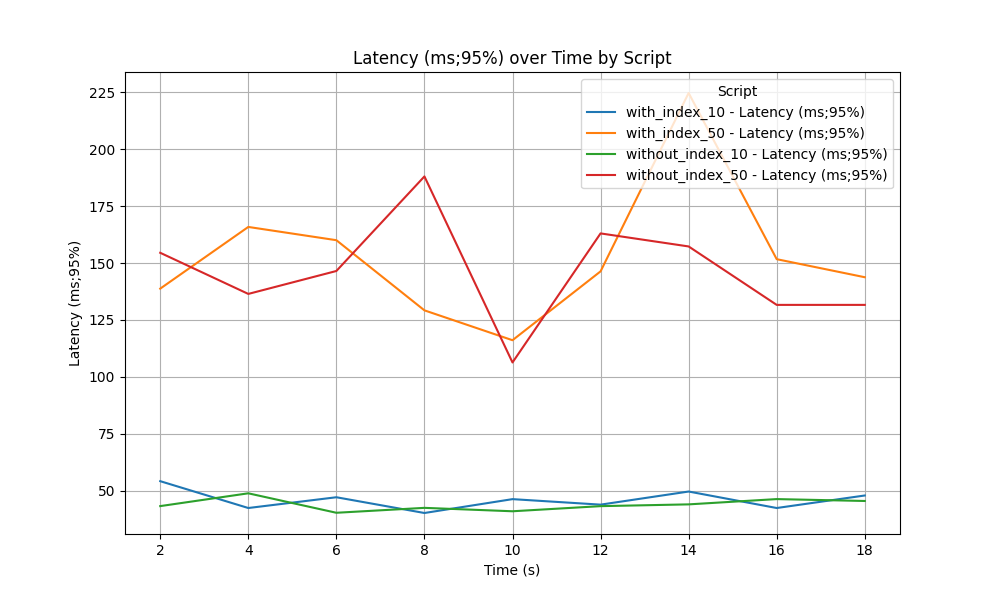 Latency (ms;95%) over Time by Script
Latency (ms;95%)
225
200
175
150
125
100
75
50
Script
with_index_10 - Latency (ms;95%)
with_index_50 - Latency (ms;95%)
without_index_10 - Latency (ms;95%)
without_index_50 - Latency (ms;95%)
2 4 6 8 10 12 14 16 18
Time (s)